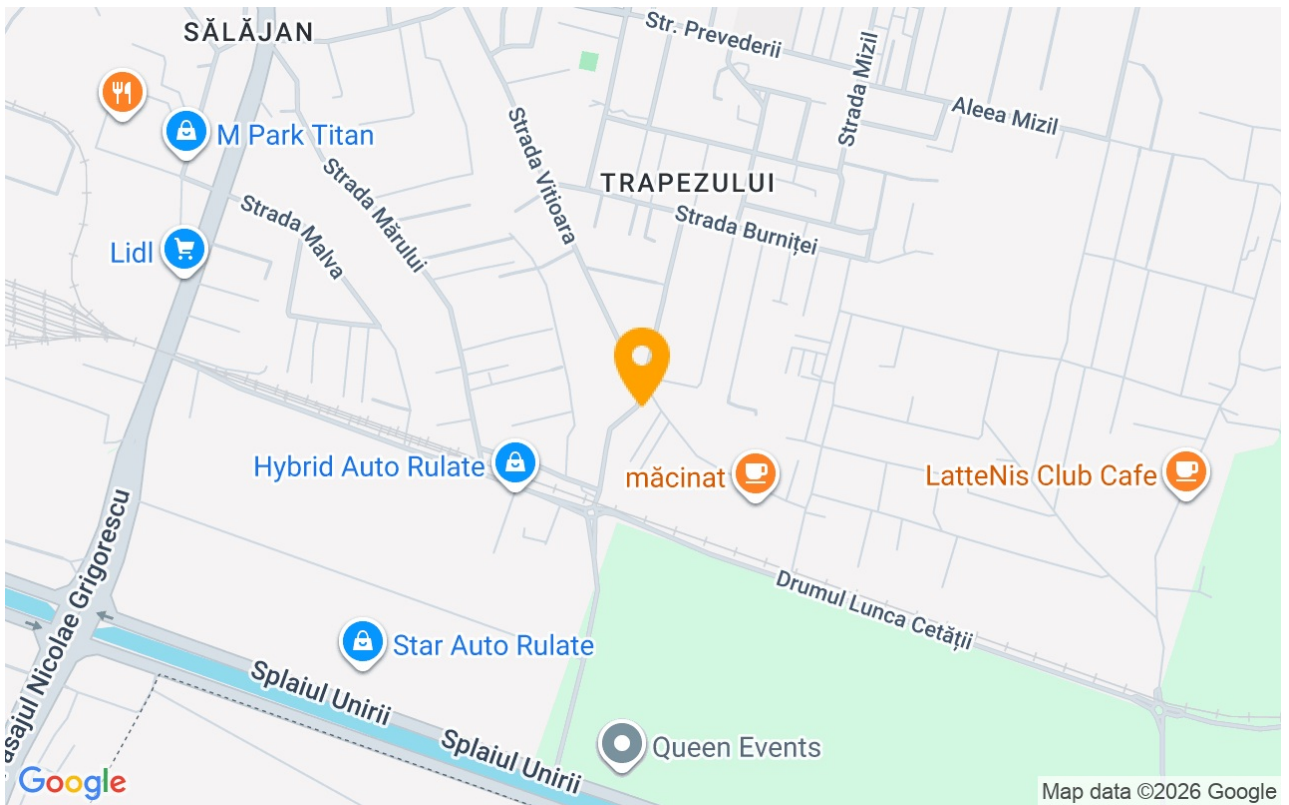 SĂLĂJAN
Str. Prevederii
Strada Mizil
Aleea Mizil
M Park Titan
Strada Vitioara
TRAPEZULUI
Strada Mărului
Strada Malva
Strada Burniței
Lidl
Hybrid Auto Rulate
măcinat
LatteNis Club Cafe
Pasajul Nicolae Grigorescu
Drumul Lunca Cetății
Star Auto Rulate
Splaiul Unirii
Splaiul Unirii
Queen Events
Google
Map data ©2026 Google